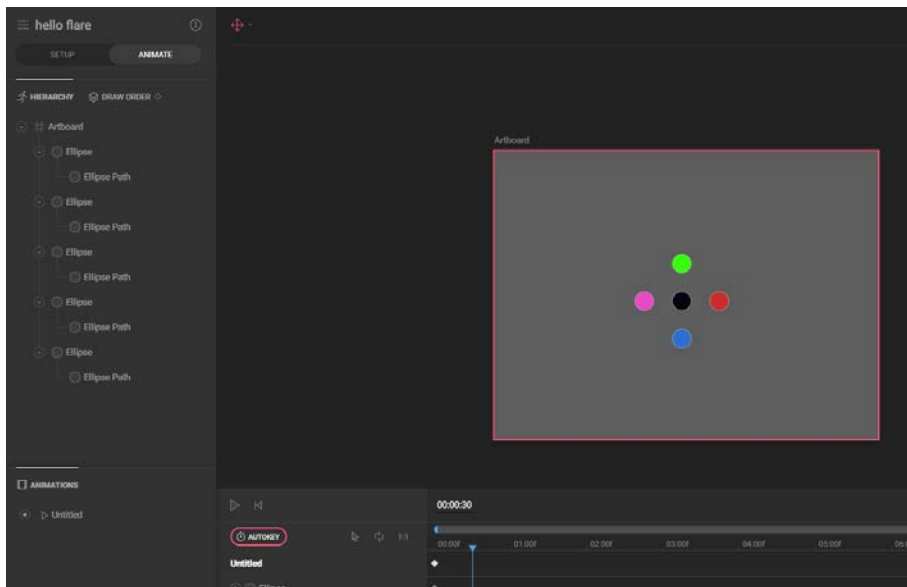 hello flare
SETUP ANIMATE
HIERARCHY DRAW ORDER
Artboard
Ellipse
Ellipse Path
Ellipse
Ellipse Path
Ellipse
Ellipse Path
Ellipse
Ellipse Path
Ellipse
Ellipse Path
ANIMATIONS
Untitled
Artboard
00:00:30
AUTOKEY
00:00f 01:00f 02:00f 03:00f 04:00f 05:00f
Untitled
Ellipse